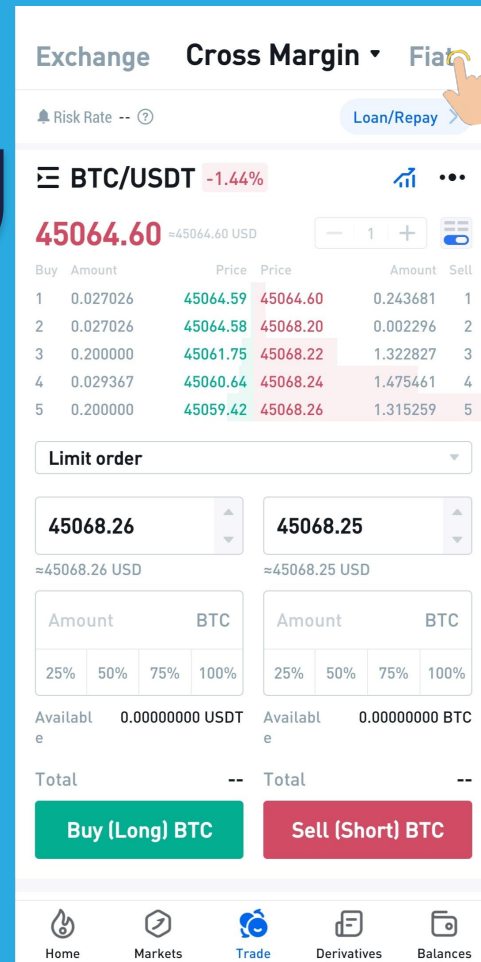 Exchange Cross Margin Fiat
Risk Rate -- ? Loan/Repay >
BTC/USDT -1.44%
45064.60 ≈45064.60 USD — 1 +
Buy Amount Price Price Amount Sell
1 0.027026 45064.59 45064.60 0.243681 1
2 0.027026 45064.58 45068.20 0.002296 2
3 0.200000 45061.75 45068.22 1.322827 3
4 0.029367 45060.64 45068.24 1.475461 4
5 0.200000 45059.42 45068.26 1.315259 5
Limit order
45068.26 45068.25
≈45068.26 USD ≈45068.25 USD
Amount BTC Amount BTC
25% 50% 75% 100% 25% 50% 75% 100%
Availabl 0.00000000 USDT Availabl 0.00000000 BTC
e e
Total -- Total --
Buy (Long) BTC Sell (Short) BTC
Home Markets Trade Derivatives Balances